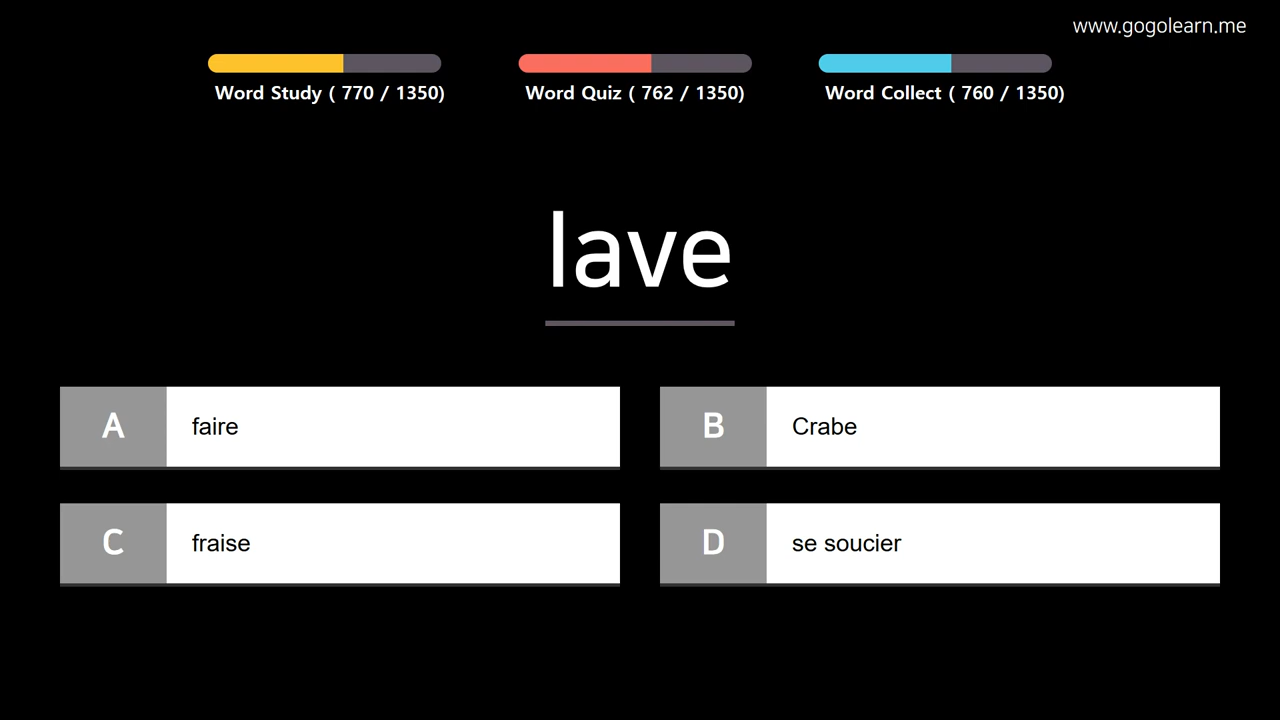 www.gogolearn.me
Word Study ( 770 / 1350)
Word Quiz ( 762 / 1350)
Word Collect ( 760 / 1350)
lave
A faire
B Crabe
C fraise
D se soucier